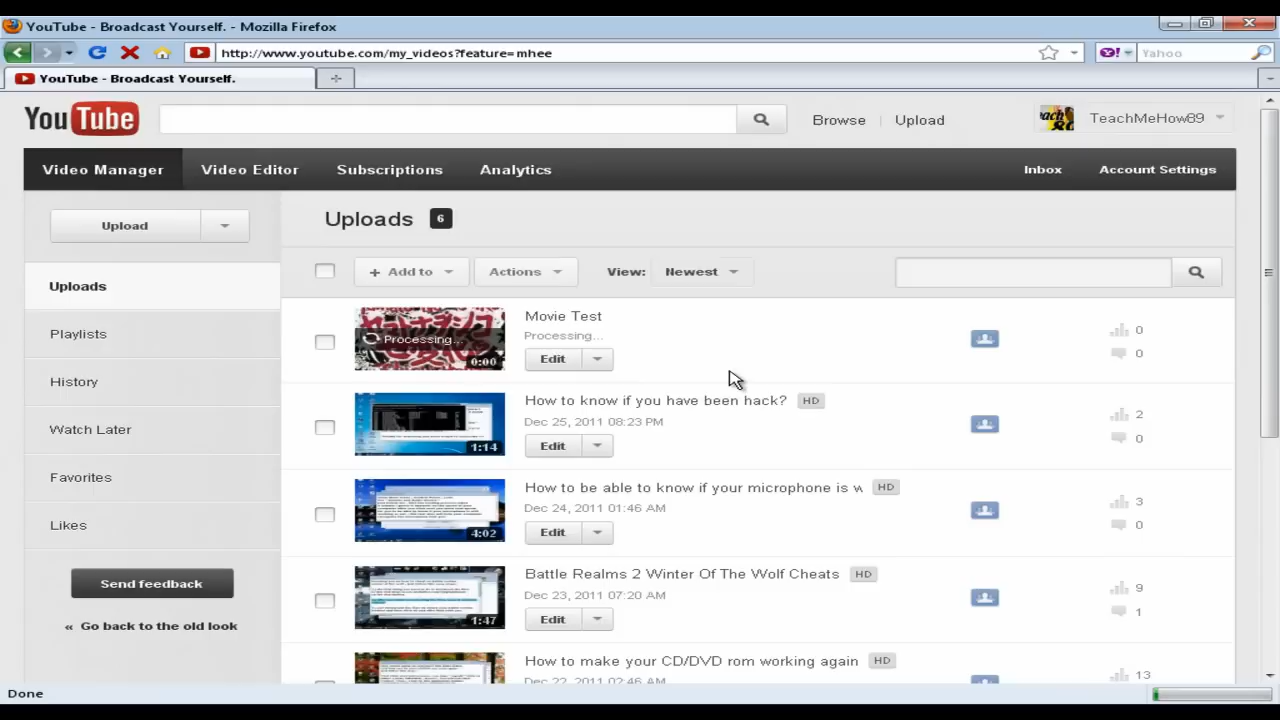 YouTube - Broadcast Yourself. - Mozilla Firefox
http://www.youtube.com/my_videos?feature=mhee
Yahoo
YouTube - Broadcast Yourself.
YouTube
Browse
Upload
TeachMeHow89
Video Manager
Video Editor
Subscriptions
Analytics
Inbox
Account Settings
Upload
Uploads 6
+ Add to
Actions
View: Newest
Uploads
Playlists
History
Watch Later
Favorites
Likes
Send feedback
« Go back to the old look
Processing...
0:00
Movie Test
Processing...
Edit
0
0
1:14
How to know if you have been hack? HD
Dec 25, 2011 08:23 PM
Edit
2
0
4:02
How to be able to know if your microphone is w HD
Dec 24, 2011 01:46 AM
Edit
3
0
1:47
Battle Realms 2 Winter Of The Wolf Cheats HD
Dec 23, 2011 07:20 AM
Edit
9
1
How to make your CD/DVD rom working again HD
Dec 22, 2011 02:46 AM
13
Done